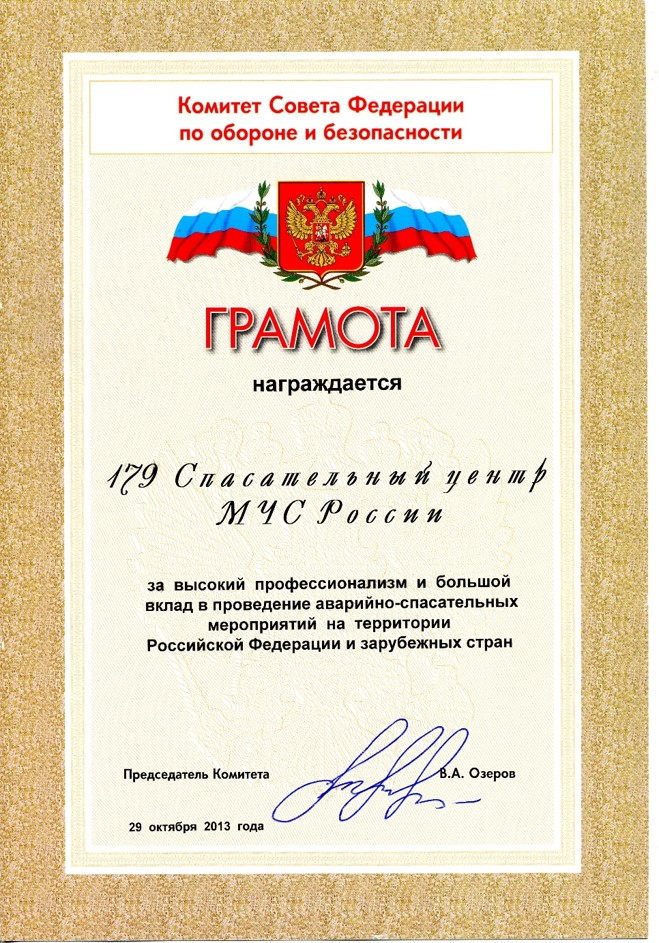 Комитет Совета Федерации
по обороне и безопасности
ГРАМОТА
награждается
179 Спасательный центр
МЧС России
за высокий профессионализм и большой
вклад в проведение аварийно-спасательных
мероприятий на территории
Российской Федерации и зарубежных стран
Председатель Комитета В.А. Озеров
29 октября 2013 года